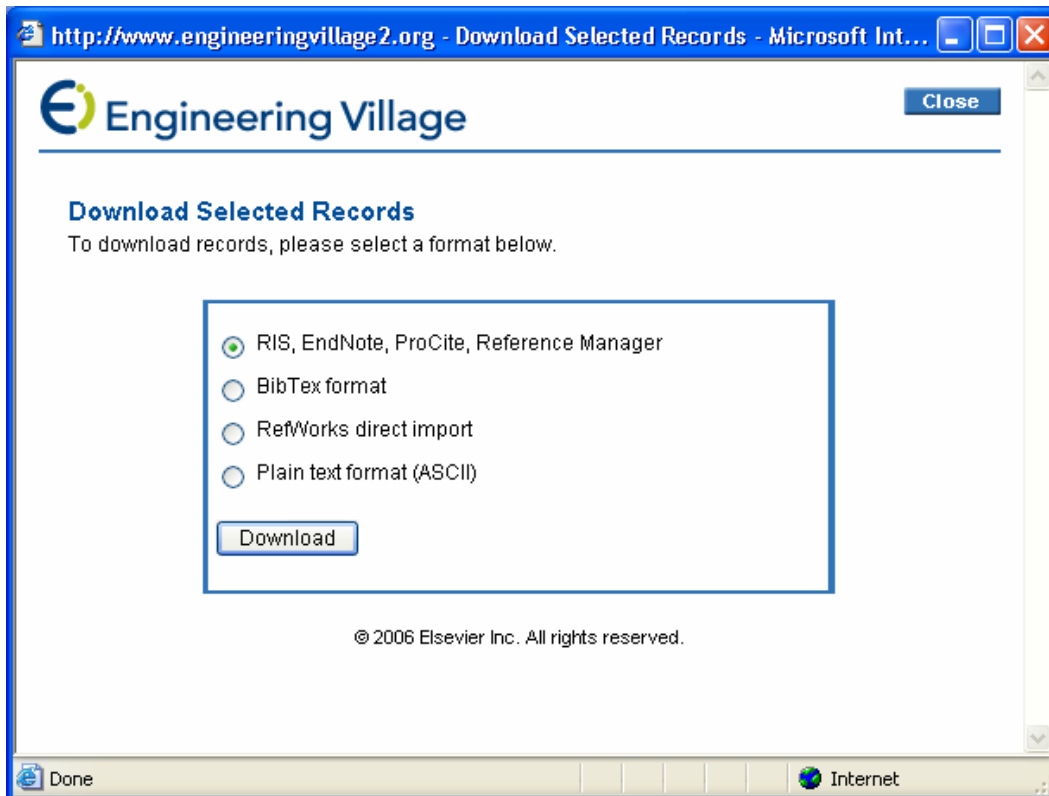 http://www.engineeringvillage2.org - Download Selected Records - Microsoft Int...
Engineering Village
Close
Download Selected Records
To download records, please select a format below.
RIS, EndNote, ProCite, Reference Manager
BibTex format
RefWorks direct import
Plain text format (ASCII)
Download
© 2006 Elsevier Inc. All rights reserved.
Done
Internet